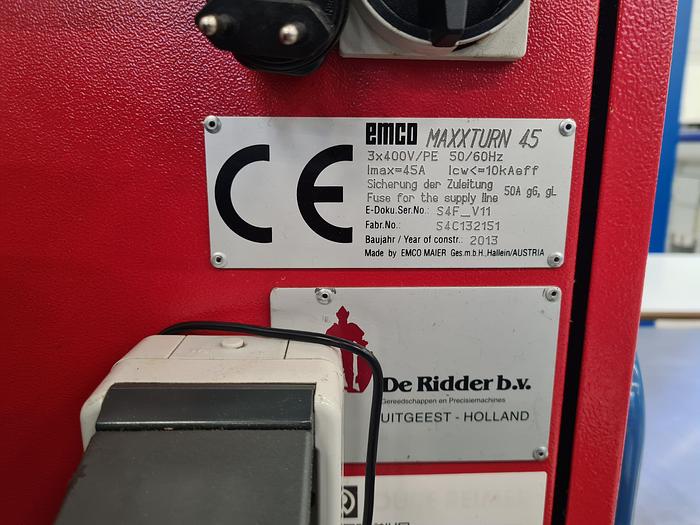 emco MAXXTURN 45
CE
3x400V/PE 50/60Hz
Imax=45A Icw<=10kAeff
Sicherung der Zuleitung 50A gG, gL
Fuse for the supply line
E-Doku.Ser.No.: S4F_V11
Fabr.No.: S4C132151
Baujahr / Year of constr.: 2013
Made by EMCO MAIER Ges.m.b.H.,Hallein/AUSTRIA
De Ridder b.v.
Gereedschappen en Precisiemachines
UITGEEST - HOLLAND